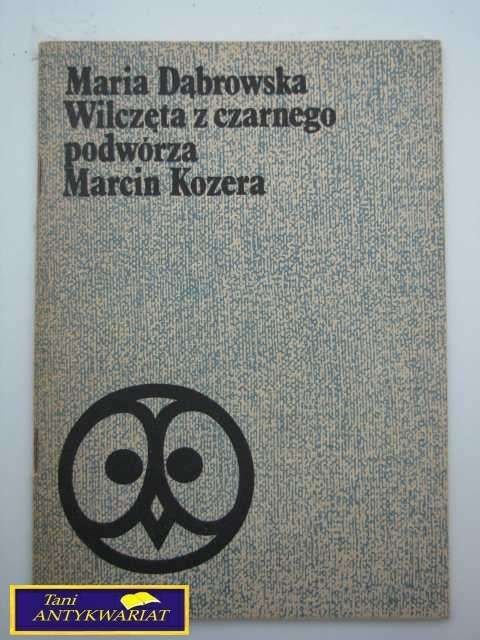 Maria Dąbrowska
Wilczęta z czarnego
podwórza
Marcin Kozera
Tani
ANTYKWARIAT